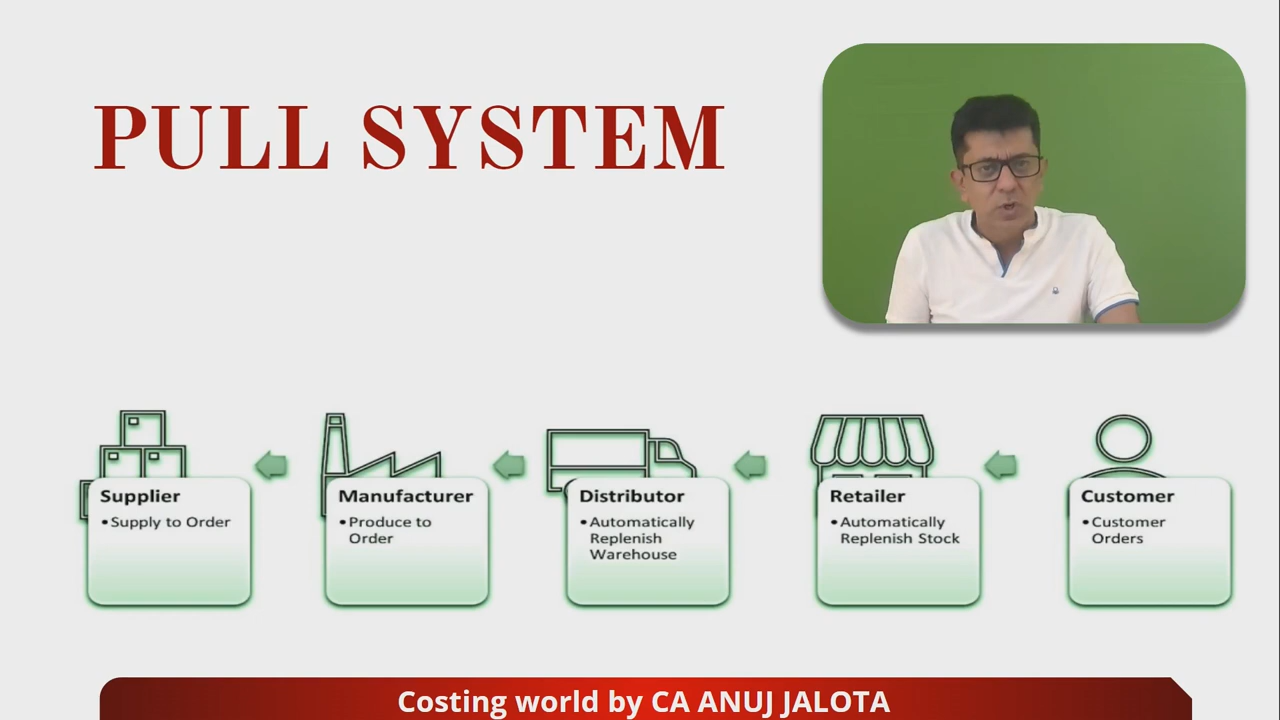 PULL SYSTEM
Supplier
•Supply to Order
Manufacturer
•Produce to
Order
Distributor
•Automatically
Replenish
Warehouse
Retailer
•Automatically
Replenish Stock
Customer
•Customer
Orders
Costing world by CA ANUJ JALOTA